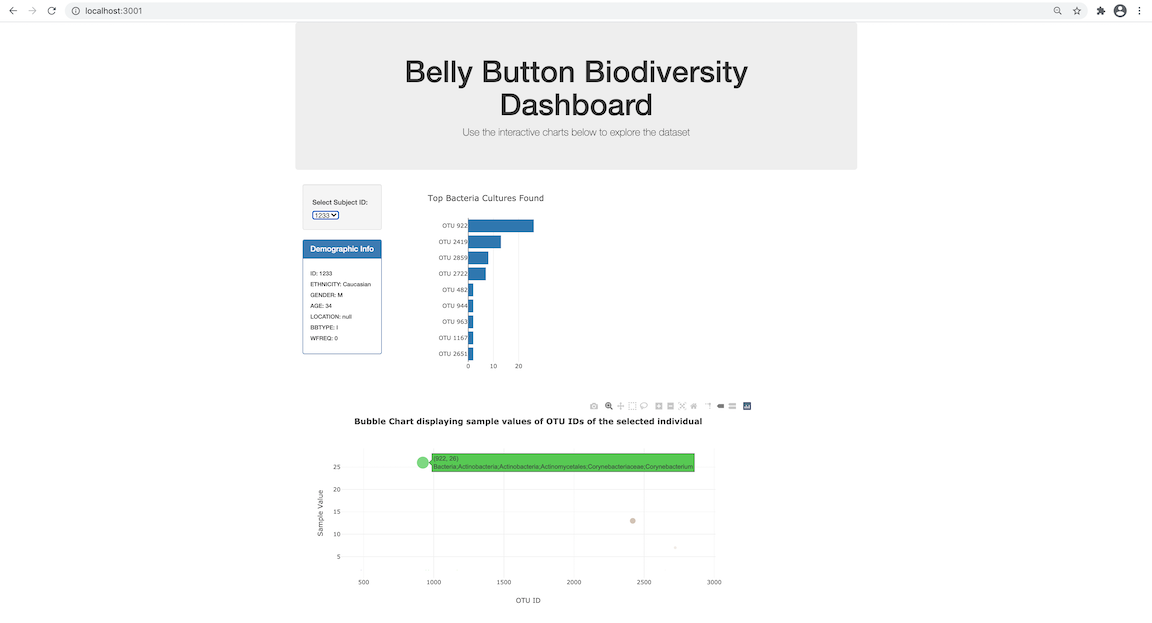 localhost:3001
Belly Button Biodiversity
Dashboard
Use the interactive charts below to explore the dataset
Select Subject ID:
1233
Demographic Info
ID: 1233
ETHNICITY: Caucasian
GENDER: M
AGE: 34
LOCATION: null
BBTYPE: I
WFREQ: 0
Top Bacteria Cultures Found
OTU 922
OTU 2419
OTU 2859
OTU 2722
OTU 482
OTU 944
OTU 963
OTU 1167
OTU 2651
0 10 20
Bubble Chart displaying sample values of OTU IDs of the selected individual
(922, 26)
Bacteria;Actinobacteria;Actinobacteria;Actinomycetales;Corynebacteriaceae;Corynebacterium
25
20
15
10
5
Sample Value
500 1000 1500 2000 2500 3000
OTU ID